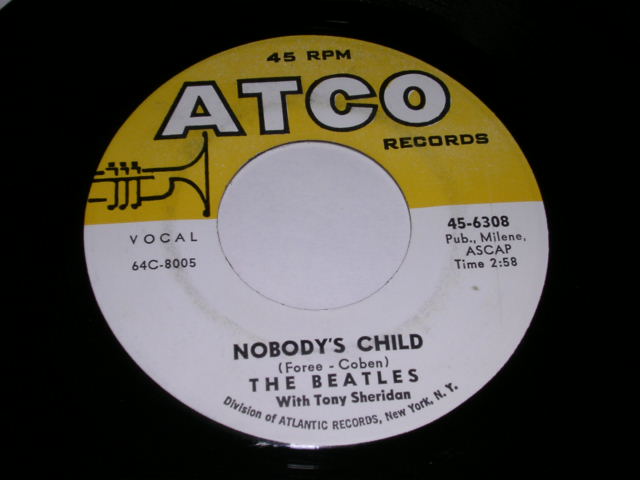 45 RPM
ATCO
RECORDS
VOCAL
64C-8005
45-6308
Pub., Milene,
ASCAP
Time 2:58
NOBODY'S CHILD
(Foree - Coben)
THE BEATLES
With Tony Sheridan
Division of ATLANTIC RECORDS, New York, N. Y.